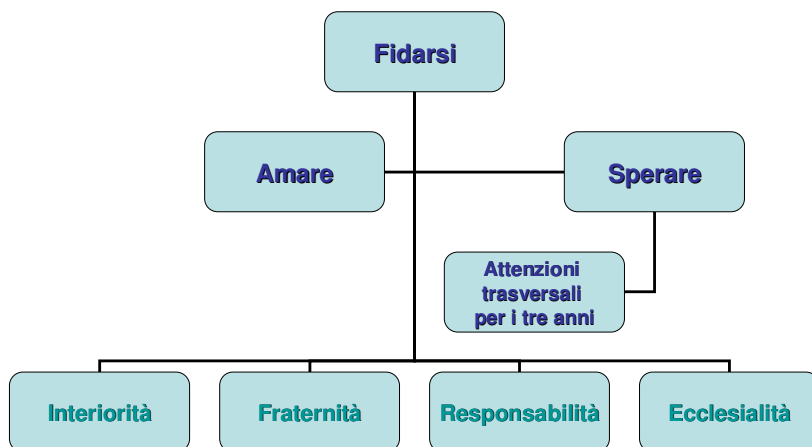 Fidarsi
Amare
Sperare
Attenzioni
trasversali
per i tre anni
Interiorità
Fraternità
Responsabilità
Ecclesialità